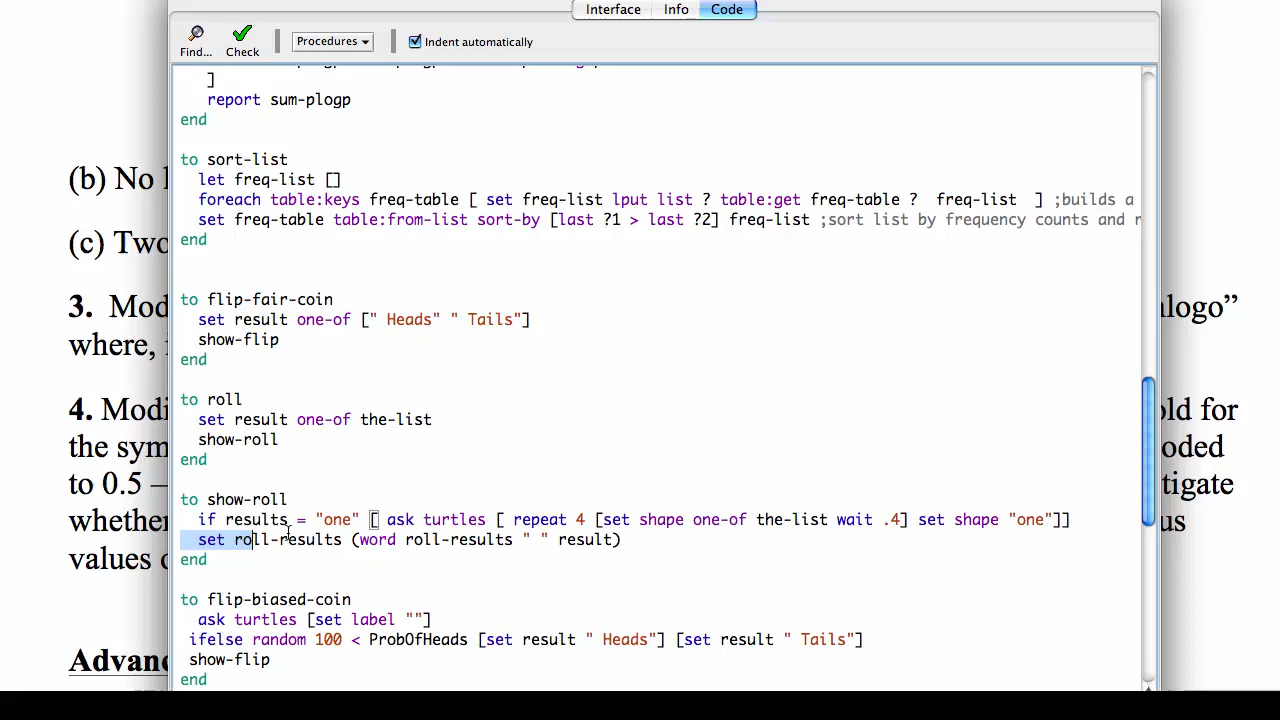 Interface Info Code
Find... Check Procedures Indent automatically
]
report sum-plogp
end
to sort-list
let freq-list []
foreach table:keys freq-table [ set freq-list lput list ? table:get freq-table ? freq-list ] ;builds a
set freq-table table:from-list sort-by [last ?1 > last ?2] freq-list ;sort list by frequency counts and
end
to flip-fair-coin
set result one-of [" Heads" " Tails"]
show-flip
end
to roll
set result one-of the-list
show-roll
end
to show-roll
if results = "one" [ ask turtles [ repeat 4 [set shape one-of the-list wait .4] set shape "one"]]
set roll-results (word roll-results " " result)
end
to flip-biased-coin
ask turtles [set label ""]
ifelse random 100 < ProbOfHeads [set result " Heads"] [set result " Tails"]
show-flip
end
(b) No
(c) Two
3. Mod alogo”
where,
4. Modi old for
the sym oded
to 0.5 — tigate
whether us
values o
Advan